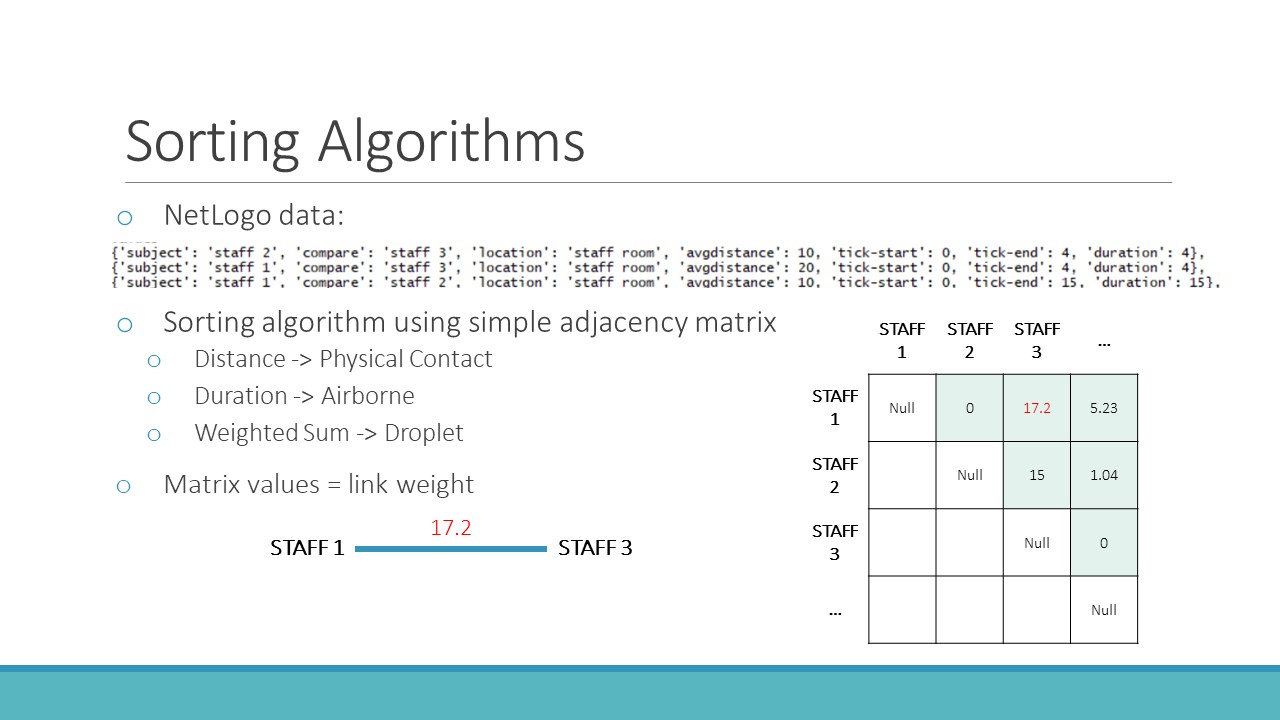 Sorting Algorithms
o NetLogo data:
{'subject': 'staff 2', 'compare': 'staff 3', 'location': 'staff room', 'avgdistance': 10, 'tick-start': 0, 'tick-end': 4, 'duration': 4},
{'subject': 'staff 1', 'compare': 'staff 3', 'location': 'staff room', 'avgdistance': 20, 'tick-start': 0, 'tick-end': 4, 'duration': 4},
{'subject': 'staff 1', 'compare': 'staff 2', 'location': 'staff room', 'avgdistance': 10, 'tick-start': 0, 'tick-end': 15, 'duration': 15},
o Sorting algorithm using simple adjacency matrix
o Distance -> Physical Contact
o Duration -> Airborne
o Weighted Sum -> Droplet
o Matrix values = link weight
17.2
STAFF 1 STAFF 3
STAFF STAFF STAFF ...
1 2 3
STAFF
1
Null 0 17.2 5.23
STAFF
2
Null 15 1.04
STAFF
3
Null 0
...
Null